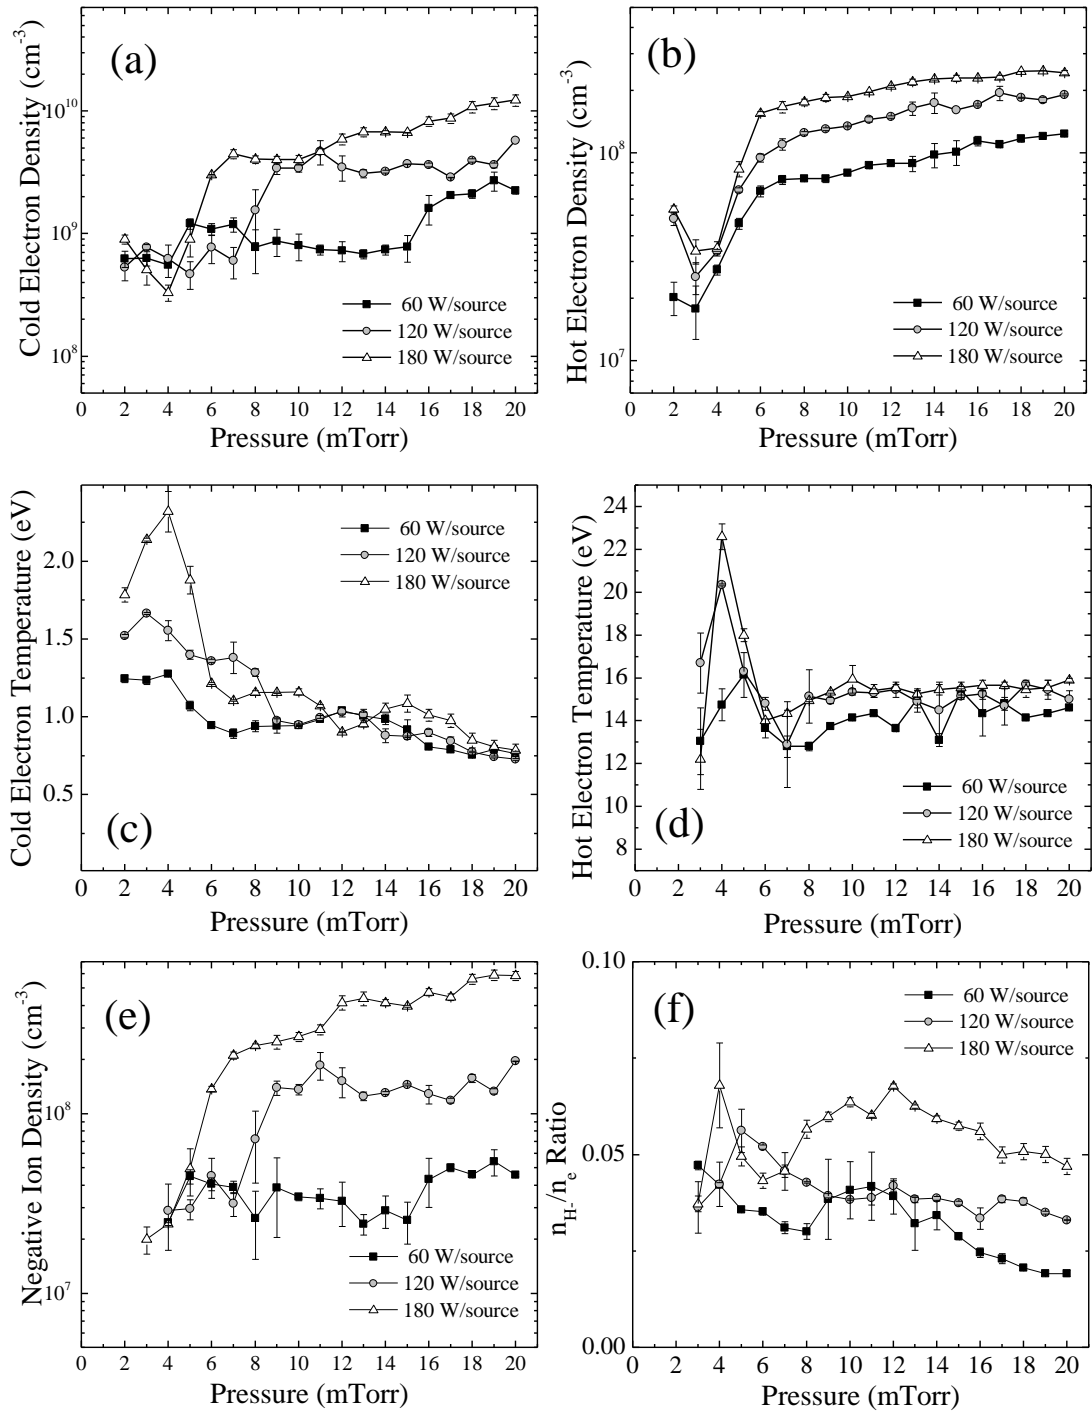 (a)
Cold Electron Density (cm⁻³)
10¹⁰
10⁹
10⁸
60 W/source
120 W/source
180 W/source
0 2 4 6 8 10 12 14 16 18 20
Pressure (mTorr)
(b)
Hot Electron Density (cm⁻³)
10⁸
10⁷
60 W/source
120 W/source
180 W/source
0 2 4 6 8 10 12 14 16 18 20
Pressure (mTorr)
(c)
Cold Electron Temperature (eV)
2.0
1.5
1.0
0.5
60 W/source
120 W/source
180 W/source
0 2 4 6 8 10 12 14 16 18 20
Pressure (mTorr)
(d)
Hot Electron Temperature (eV)
24
22
20
18
16
14
12
10
8
60 W/source
120 W/source
180 W/source
0 2 4 6 8 10 12 14 16 18 20
Pressure (mTorr)
(e)
Negative Ion Density (cm⁻³)
10⁸
10⁷
60 W/source
120 W/source
180 W/source
0 2 4 6 8 10 12 14 16 18 20
Pressure (mTorr)
(f)
n_H-/n_e Ratio
0.10
0.05
0.00
60 W/source
120 W/source
180 W/source
2 4 6 8 10 12 14 16 18 20
Pressure (mTorr)